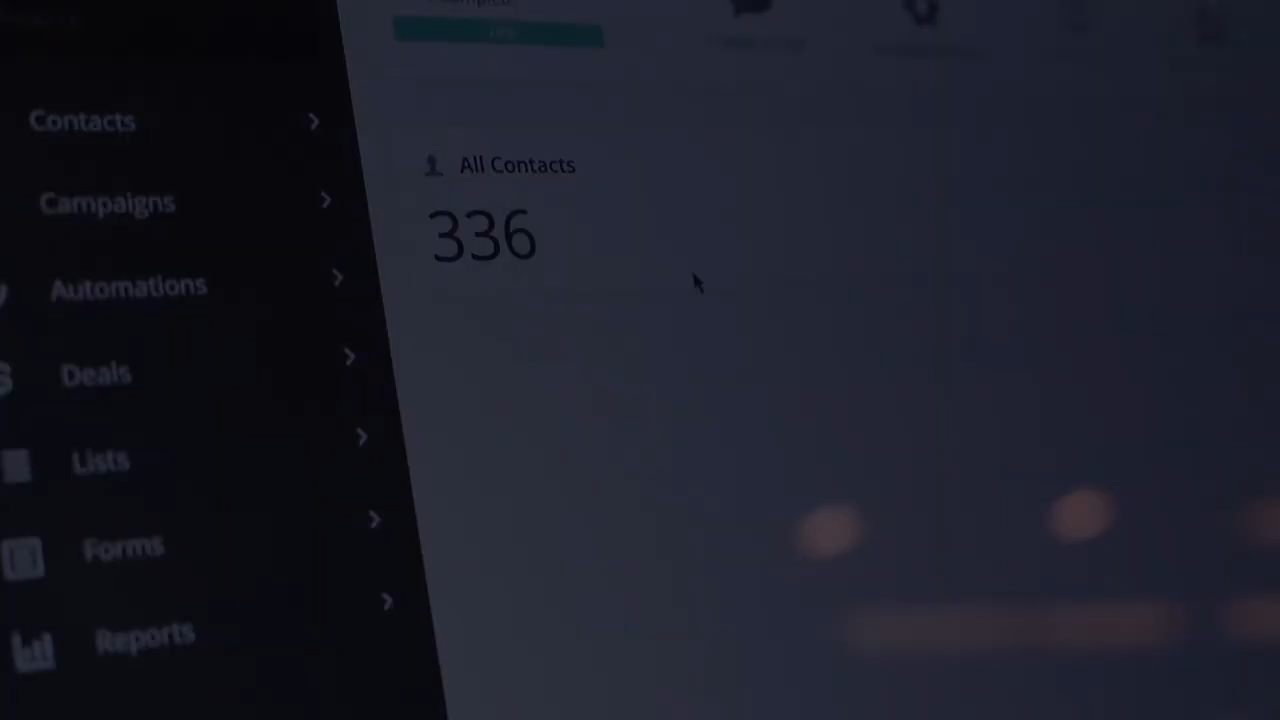 Contacts
Campaigns
Automations
Deals
Lists
Forms
Reports
All Contacts
336